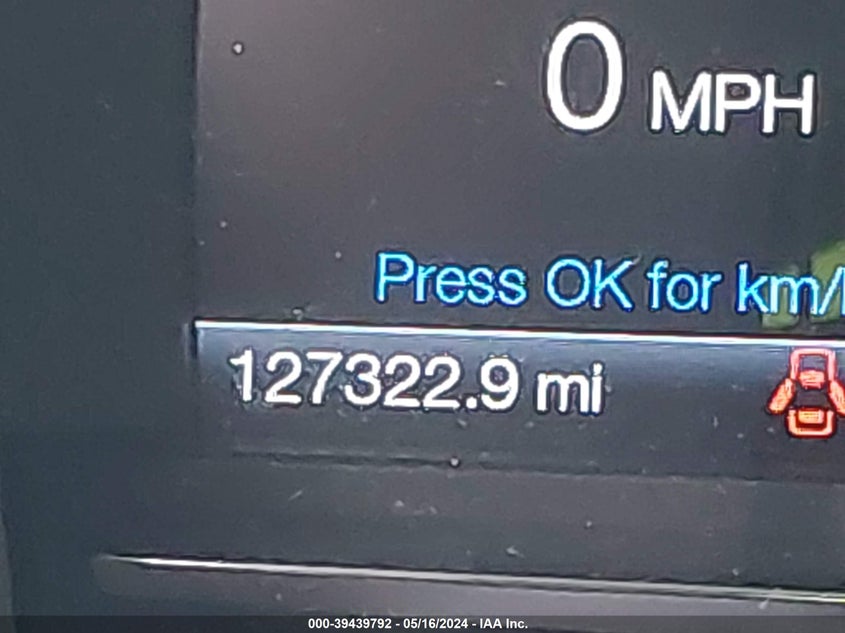 0 MPH
Press OK for km/
127322.9 mi
000-39439792 - 05/16/2024 - IAA Inc.